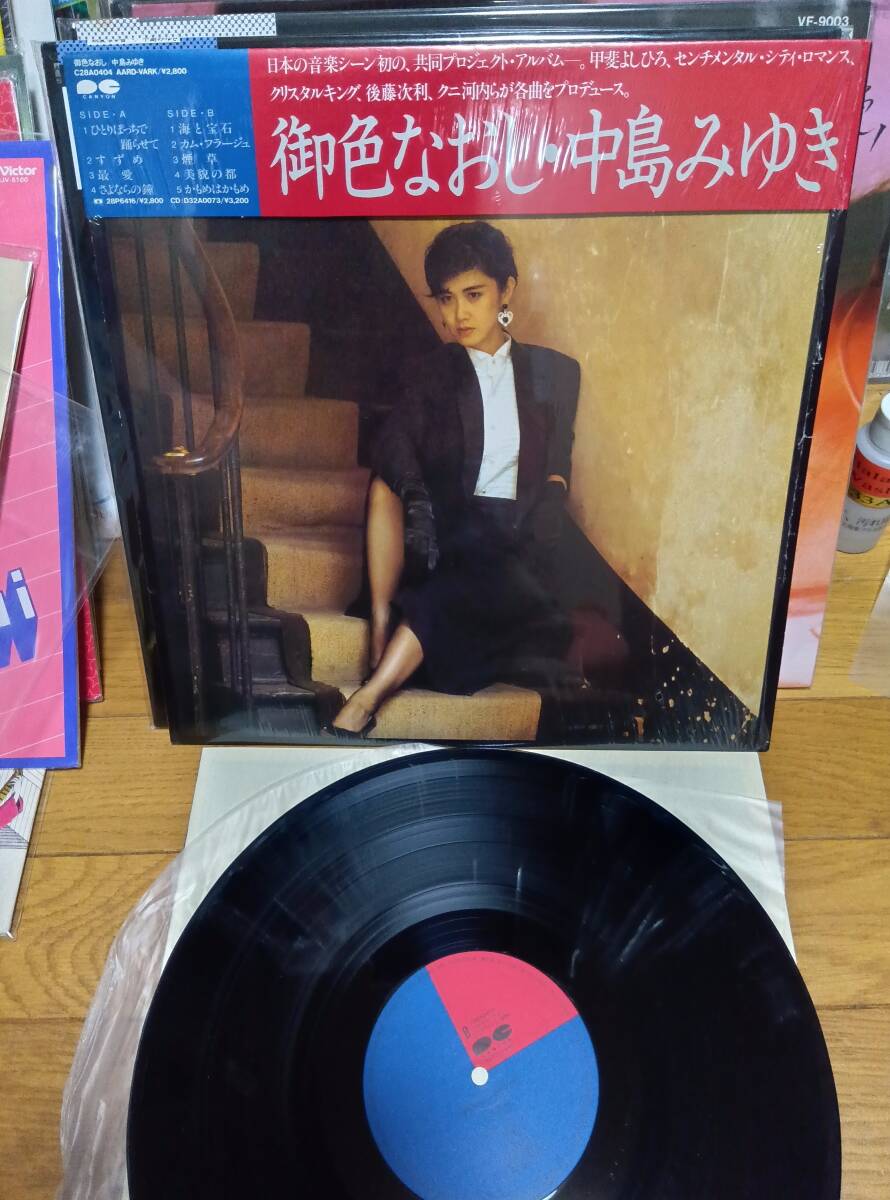 VF-9003
御色なおし/中島みゆき
C28A0404 AARD-VARK/¥2,800
CANYON
SIDE・A
1 ひとりぽっちで
踊らせて
2 すずめ
3 最愛
4 さよならの鐘
SIDE・B
1 海と宝石
2 カム・フラージュ
3 煙草
4 美貌の都
5 かもめはかもめ
28P6416/¥2,800 CD:D32A0073/¥3,200
日本の音楽シーン初の、共同プロジェクト・アルバム―。甲斐よしひろ、センチメンタル・シティ・ロマンス、
クリスタルキング、後藤次利、クニ河内らが各曲をプロデュース。
御色なおし・中島みゆき
Victor